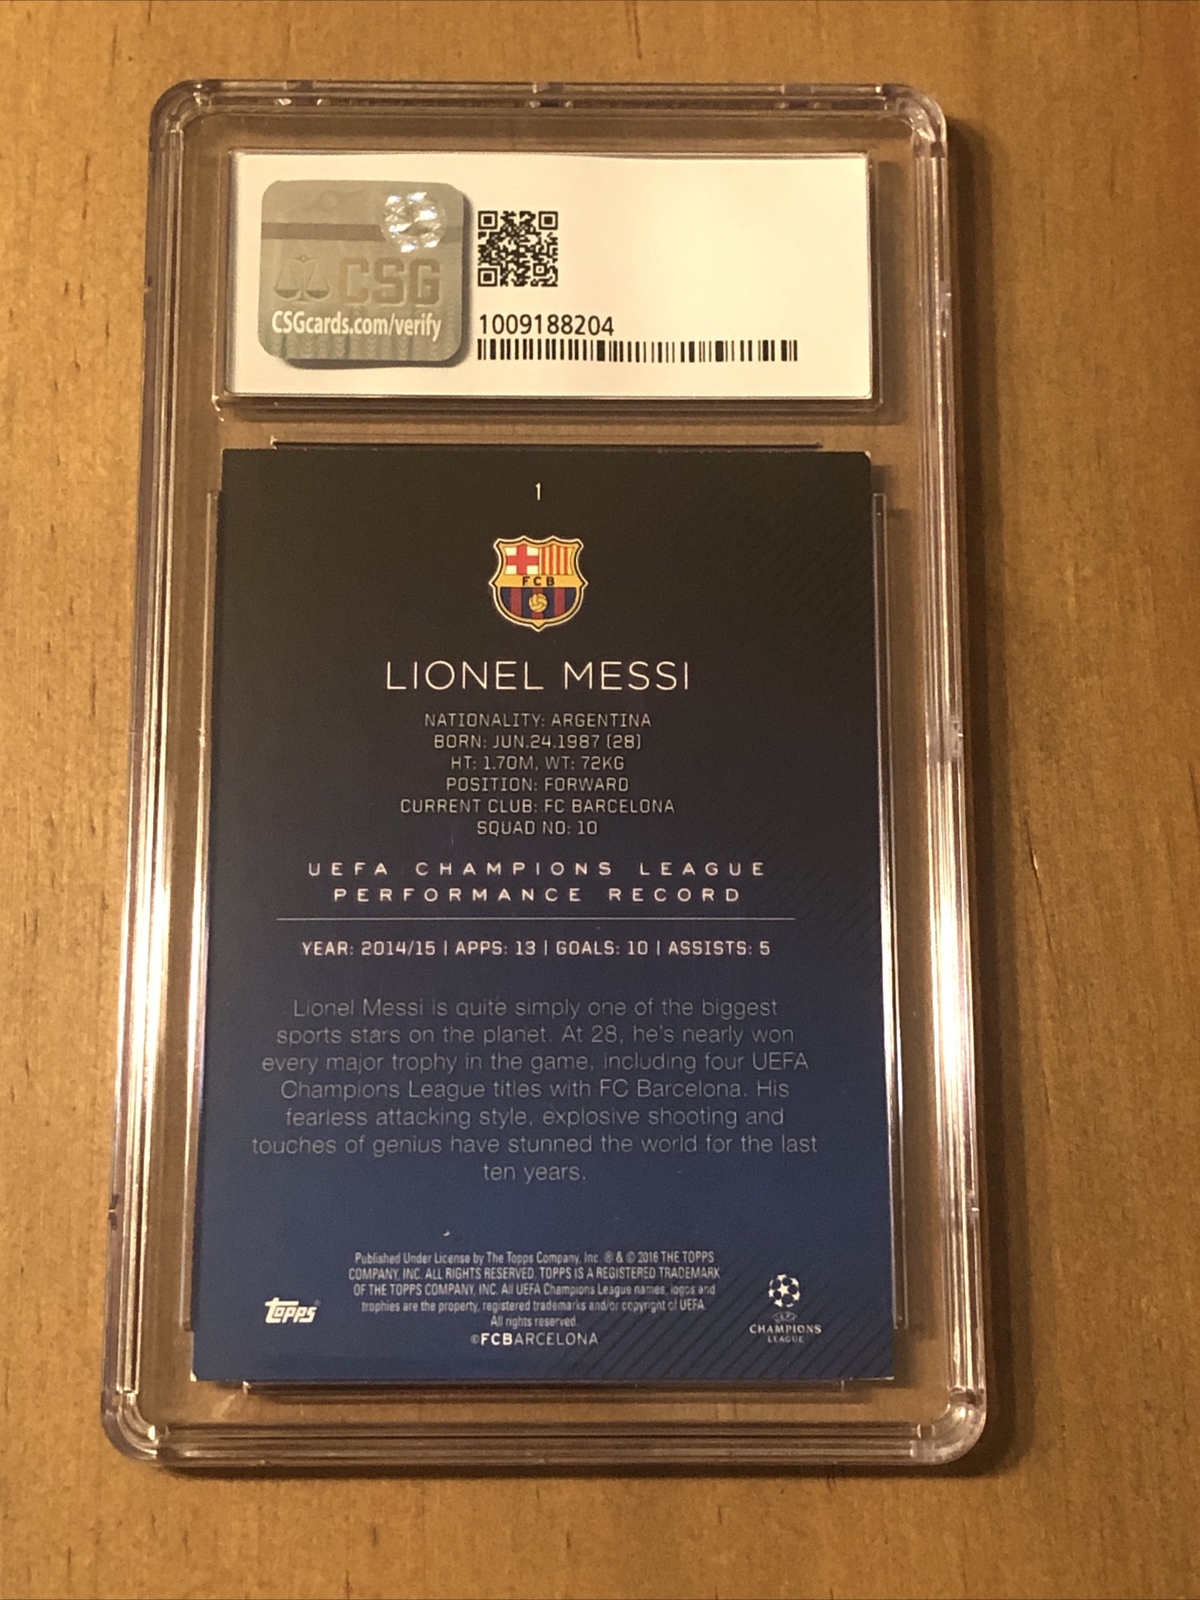 CSG
CSGcards.com/verify
1009188204
1
FCB
LIONEL MESSI
NATIONALITY: ARGENTINA
BORN: JUN.24.1987 (28)
HT: 1.70M, WT: 72KG
POSITION: FORWARD
CURRENT CLUB: FC BARCELONA
SQUAD NO: 10
UEFA CHAMPIONS LEAGUE
PERFORMANCE RECORD
YEAR: 2014/15 | APPS: 13 | GOALS: 10 | ASSISTS: 5
Lionel Messi is quite simply one of the biggest
sports stars on the planet. At 28, he's nearly won
every major trophy in the game, including four UEFA
Champions League titles with FC Barcelona. His
fearless attacking style, explosive shooting and
touches of genius have stunned the world for the last
ten years.
Published Under License by The Topps Company, Inc. ® & © 2016 THE TOPPS
COMPANY, INC. ALL RIGHTS RESERVED. TOPPS IS A REGISTERED TRADEMARK
OF THE TOPPS COMPANY, INC. All UEFA Champions League names, logos and
trophies are the property, registered trademarks and/or copyright of UEFA.
All rights reserved.
©FCBARCELONA
Topps
UEFA
CHAMPIONS
LEAGUE